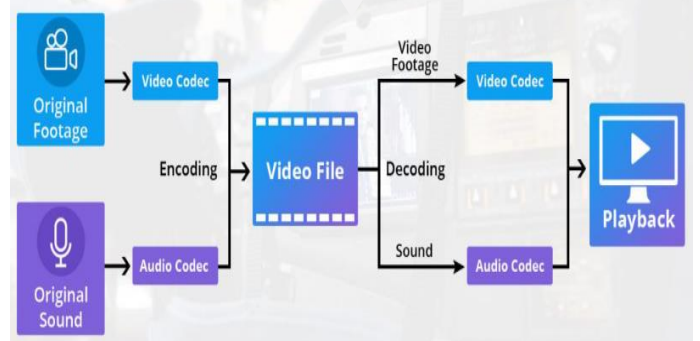 Original
Footage
Video Codec
Encoding
Original
Sound
Audio Codec
Video File
Video
Footage
Video Codec
Decoding
Sound
Audio Codec
Playback